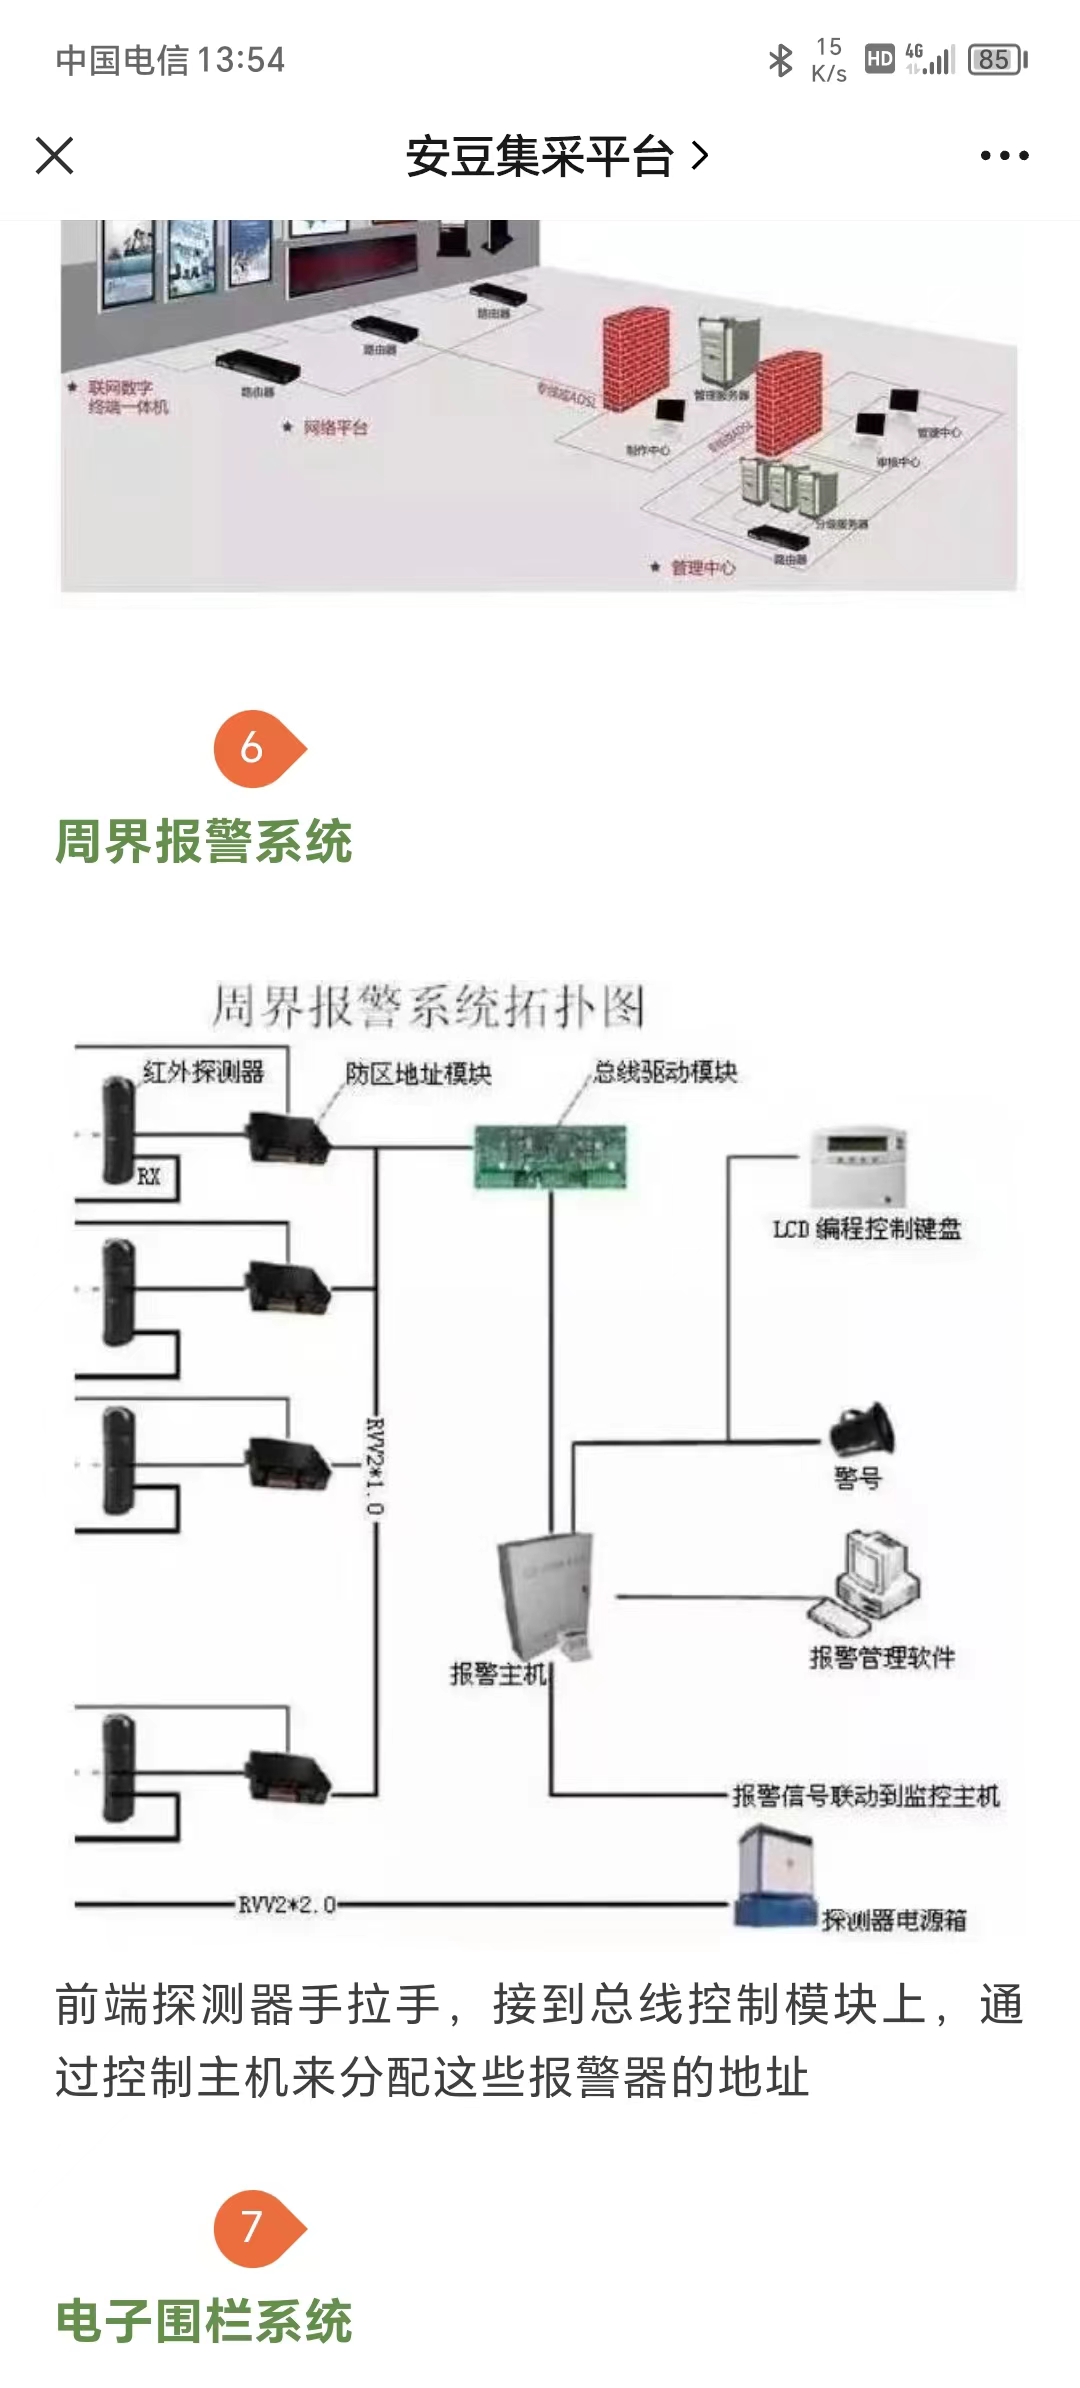 中国电信 13:54
15 K/s
HD
4G
85
安豆集采平台
路由器
路由器
路由器
★ 联网数字
终端一体机
★ 网络平台
专线或ADSL
管理服务器
制作中心
专线或ADSL
管理中心
审核中心
分级服务器
路由器
★ 管理中心
6
周界报警系统
周界报警系统拓扑图
红外探测器
防区地址模块
总线驱动模块
RX
LCD 编程控制键盘
RVV2*1.0
警号
报警主机
报警管理软件
报警信号联动到监控主机
RVV2*2.0
探测器电源箱
前端探测器手拉手，接到总线控制模块上，通
过控制主机来分配这些报警器的地址
7
电子围栏系统